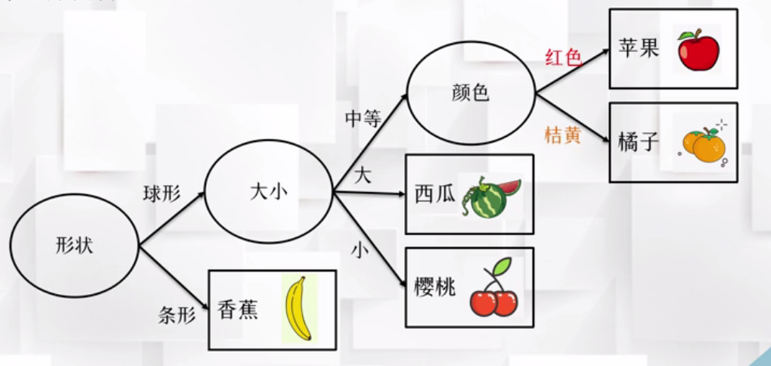 红色
苹果
颜色
中等
桔黄
橘子
球形
大小
大
西瓜
形状
小
樱桃
条形
香蕉